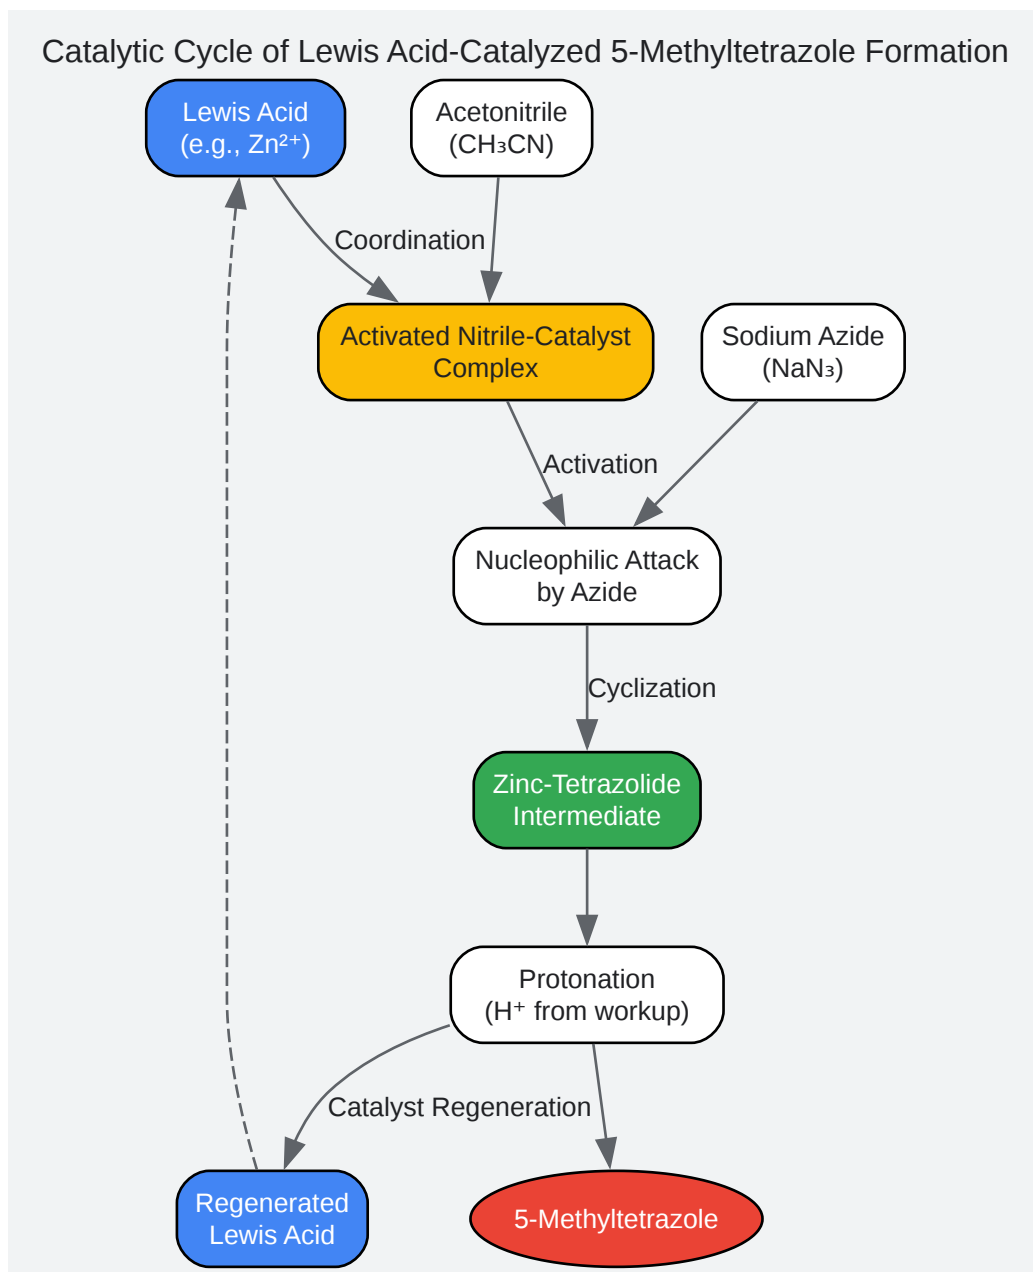 Catalytic Cycle of Lewis Acid-Catalyzed 5-Methyltetrazole Formation
Lewis Acid
(e.g., Zn²⁺)
Acetonitrile
(CH₃CN)
Coordination
Activated Nitrile-Catalyst
Complex
Sodium Azide
(NaN₃)
Activation
Nucleophilic Attack
by Azide
Cyclization
Zinc-Tetrazolide
Intermediate
Protonation
(H⁺ from workup)
Catalyst Regeneration
Regenerated
Lewis Acid
5-Methyltetrazole